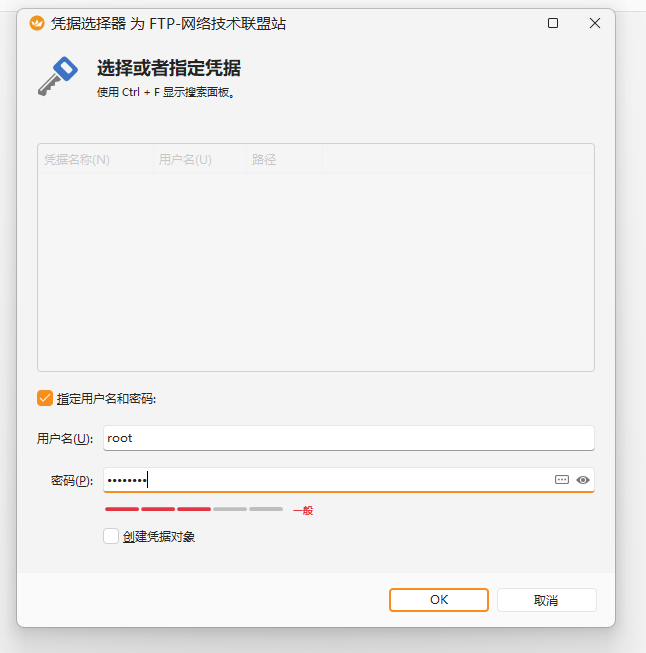 凭据选择器 为 FTP-网络技术联盟站
选择或者指定凭据
使用 Ctrl + F 显示搜索面板。
凭据名称(N) 用户名(U) 路径
指定用户名和密码:
用户名(U): root
密码(P): ••••••••
一般
创建凭据对象
OK 取消